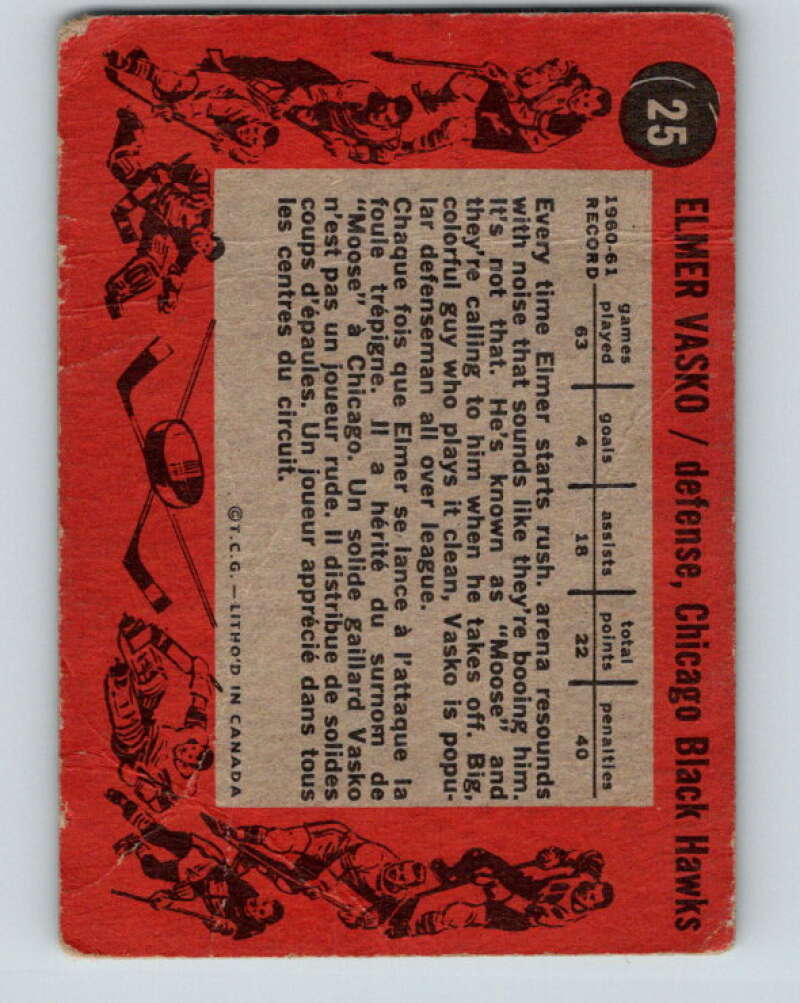 25
ELMER VASKO / defense, Chicago Black Hawks
1960-61 games total
RECORD played goals assists points penalties
63 4 18 22 40
Every time Elmer starts rush. arena resounds
with noise that sounds like they're booing him.
It's not that. He's known as "Moose" and
they're calling to him when he takes off. Big,
colorful guy who plays it clean, Vasko is popu-
lar defenseman all over league.
Chaque fois que Elmer se lance à l'attaque la
foule trépigne. Il a hérité du surnom de
"Moose" à Chicago. Un solide gaillard Vasko
n'est pas un joueur rude. Il distribue de solides
coups d'épaules. Un joueur apprécié dans tous
les centres du circuit.
©T.C.G. —LITHO'D IN CANADA